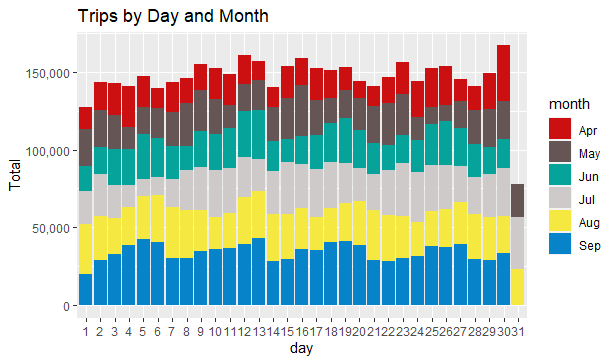 Trips by Day and Month
Total
150,000
100,000
50,000
0
1 2 3 4 5 6 7 8 9 10 11 12 13 14 15 16 17 18 19 20 21 22 23 24 25 26 27 28 29 30 31
day
month
Apr
May
Jun
Jul
Aug
Sep